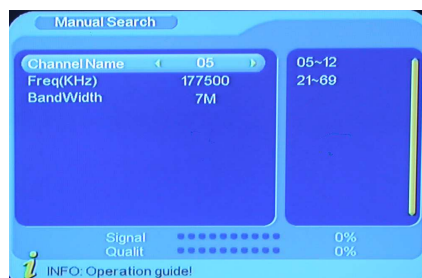 Manual Search
Channel Name 05
Freq(KHz) 177500
BandWidth 7M
05~12
21~69
Signal 0%
Qualit 0%
i INFO: Operation guide!